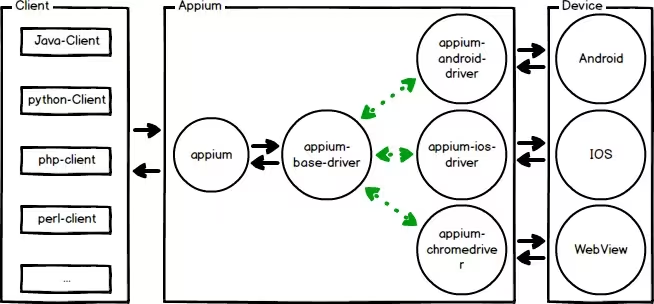 Client
Java-Client
python-Client
php-client
perl-client
...
Appium
appium
appium-
base-driver
appium-
android-
driver
appium-ios-
driver
appium-
chromedrive
r
Device
Android
IOS
WebView